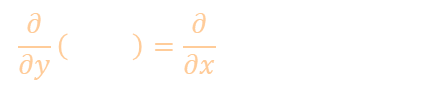 ∂/∂y (      ) = ∂/∂x